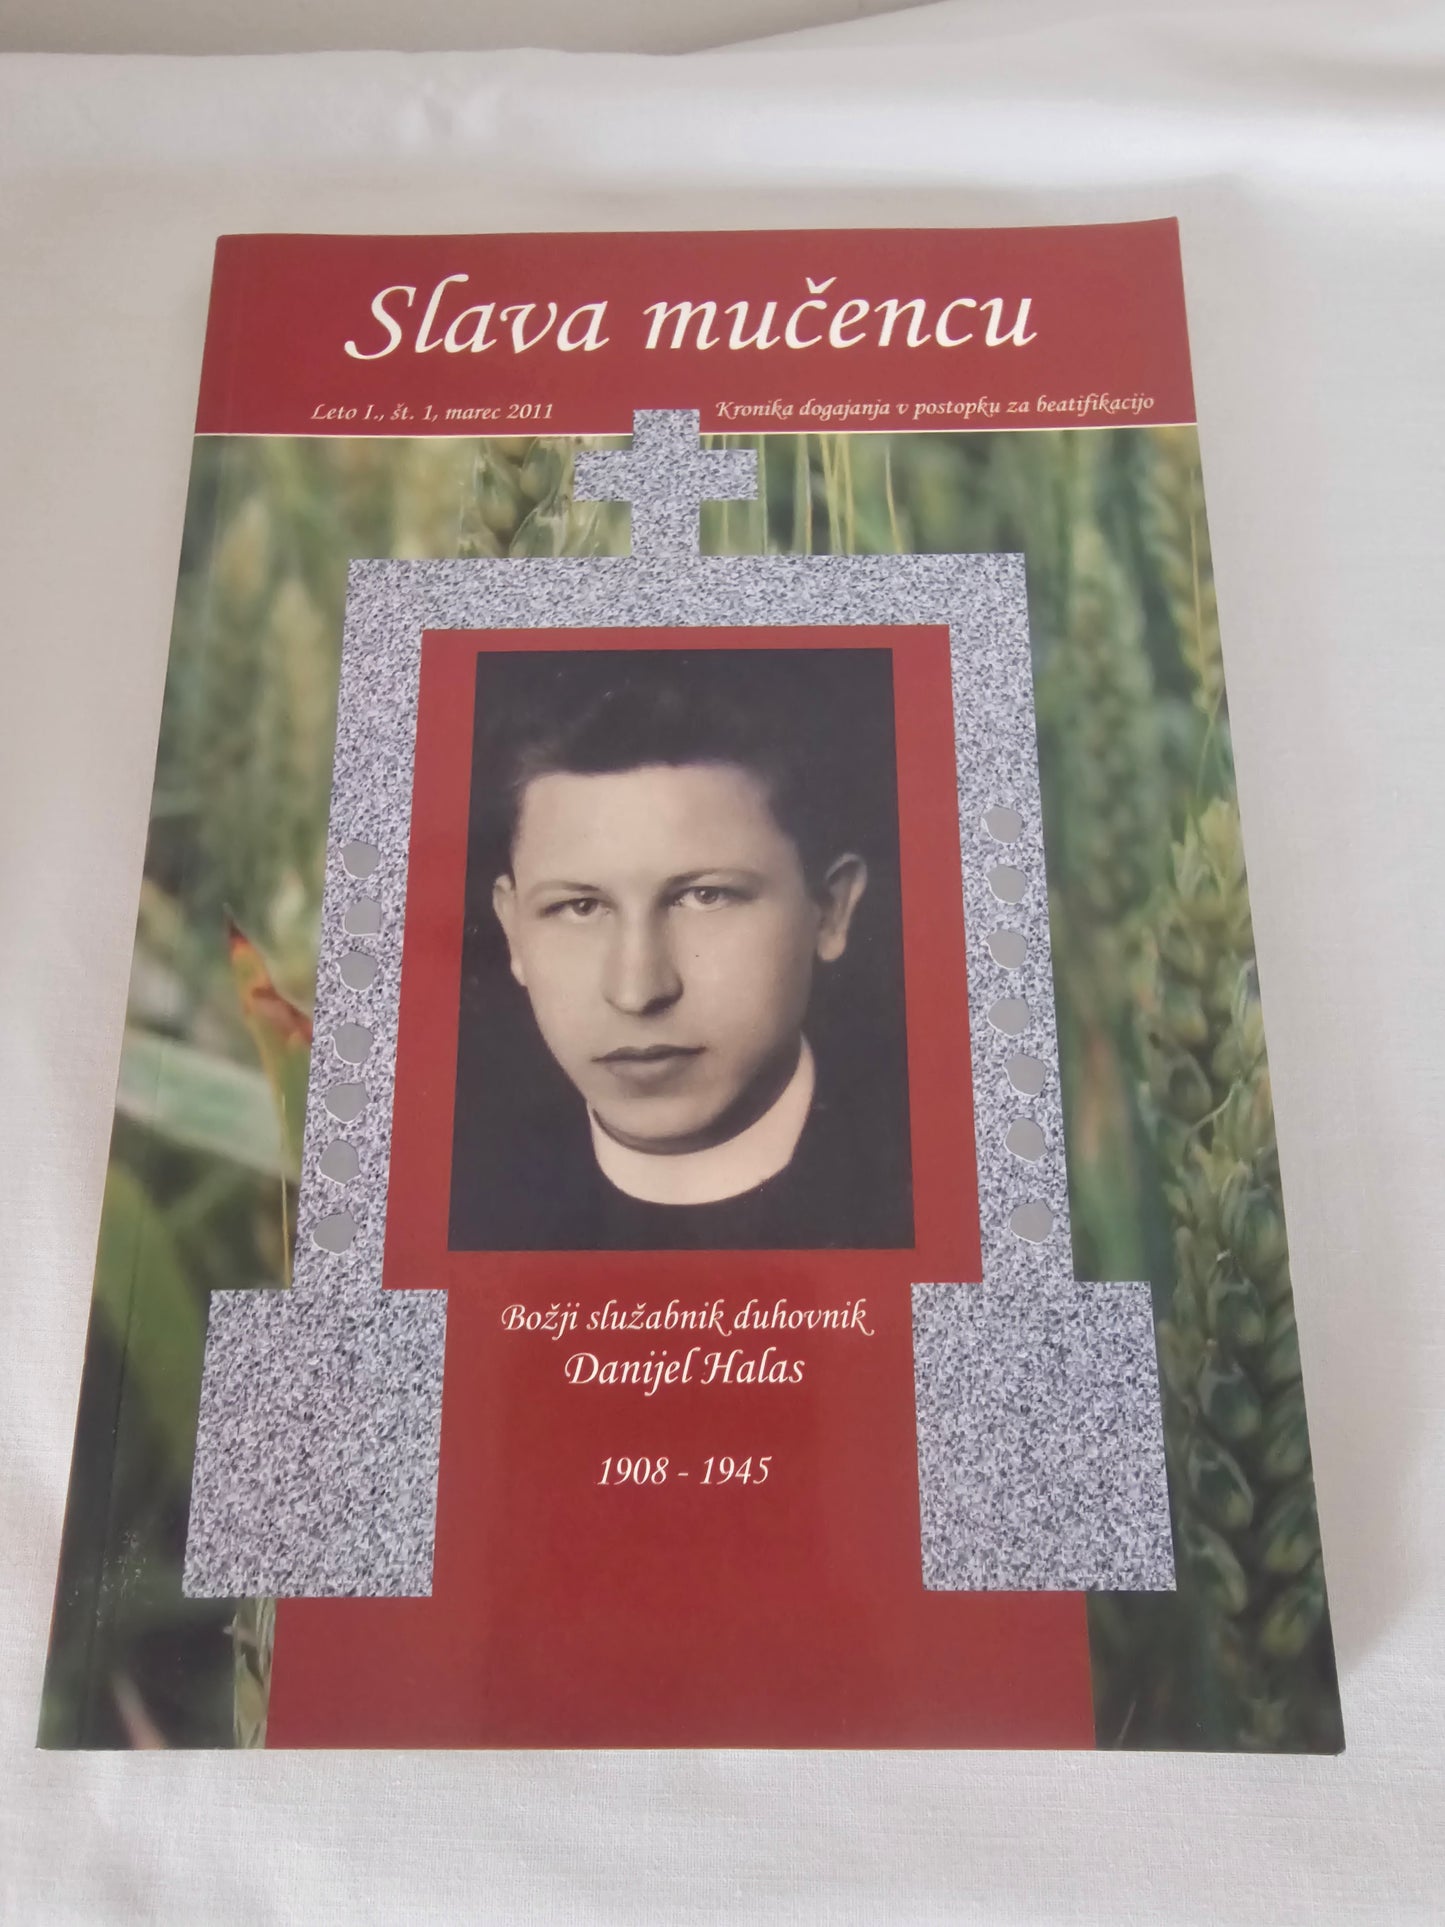 Slava mučencu
Leto I., št. 1, marec 2011
Kronika dogajanja v postopku za beatifikacijo
Božji služabnik duhovnik
Danijel Halas
1908 - 1945